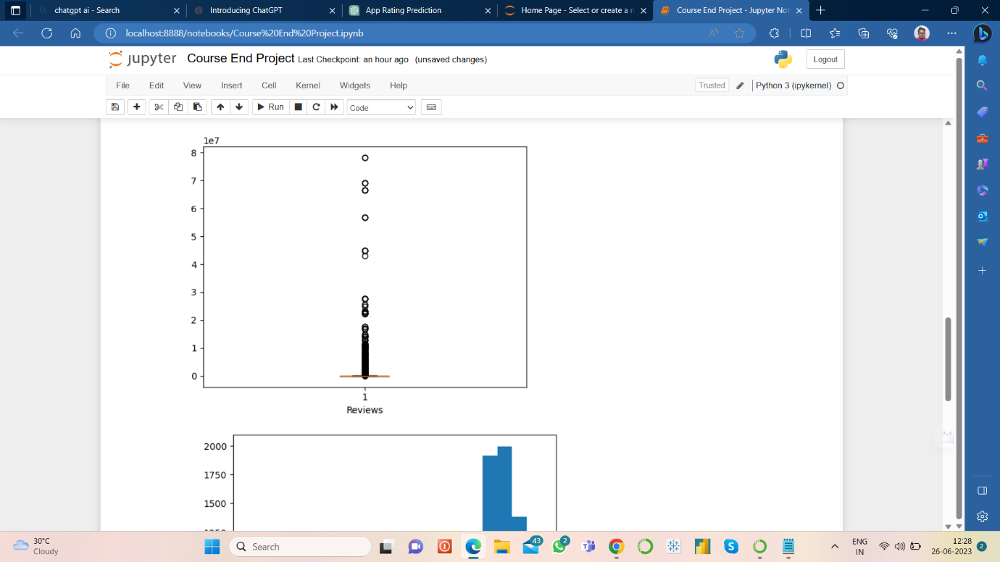 chatgpt ai - Search
Introducing ChatGPT
App Rating Prediction
Home Page - Select or create a n
Course End Project - Jupyter Not
localhost:8888/notebooks/Course%20End%20Project.ipynb
jupyter Course End Project Last Checkpoint: an hour ago (unsaved changes)
Logout
File Edit View Insert Cell Kernel Widgets Help
Trusted
Python 3 (ipykernel)
Run
Code
1e7
8
7
6
5
4
3
2
1
0
1
Reviews
2000
1750
1500
30°C
Cloudy
Search
43
2
ENG
IN
12:28
26-06-2023
2